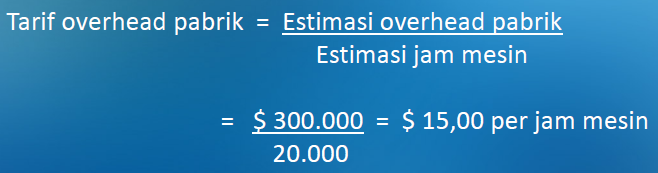 Tarif overhead pabrik = Estimasi overhead pabrik
Estimasi jam mesin
= $ 300.000 = $ 15,00 per jam mesin
20.000